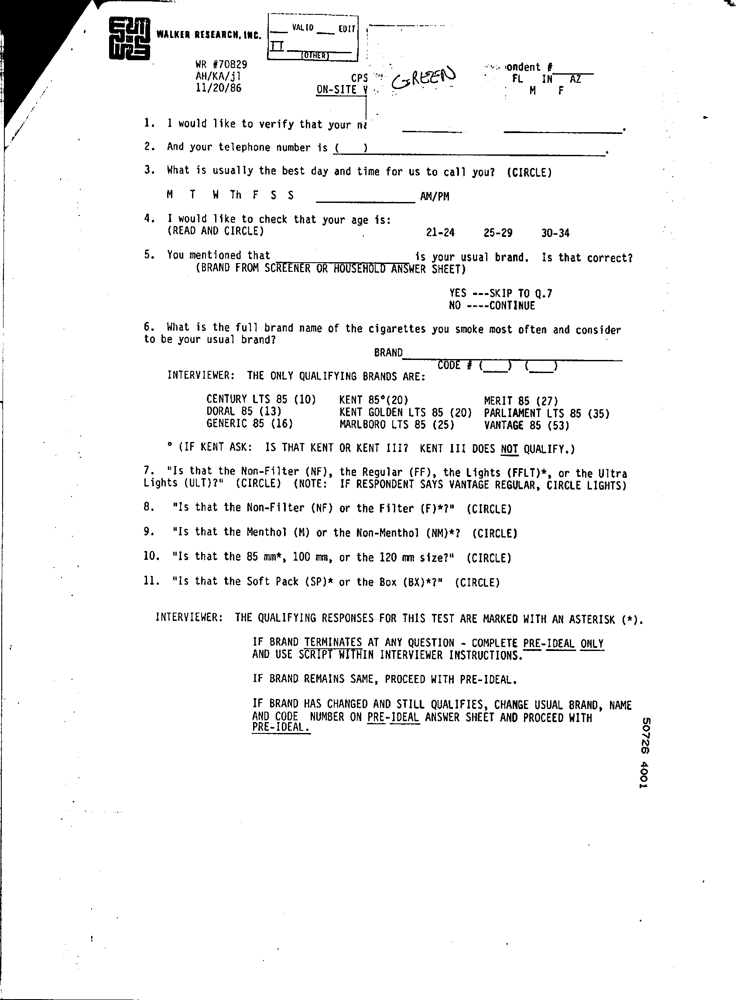 WALKER RESEARCH, INC.
VALID EDIT
II
(OTHER)
WR #70829
AH/KA/jl
11/20/86
CPS
ON-SITE V
GREEN
ondent #
FL IN AZ
M F
1. I would like to verify that your na
2. And your telephone number is ( ) .
3. What is usually the best day and time for us to call you? (CIRCLE)
M T W Th F S S AM/PM
4. I would like to check that your age is:
(READ AND CIRCLE) 21-24 25-29 30-34
5. You mentioned that is your usual brand. Is that correct?
(BRAND FROM SCREENER OR HOUSEHOLD ANSWER SHEET)
YES ---SKIP TO Q.7
NO ----CONTINUE
6. What is the full brand name of the cigarettes you smoke most often and consider
to be your usual brand?
BRAND
CODE # ( ) ( )
INTERVIEWER: THE ONLY QUALIFYING BRANDS ARE:
CENTURY LTS 85 (10) KENT 85°(20) MERIT 85 (27)
DORAL 85 (13) KENT GOLDEN LTS 85 (20) PARLIAMENT LTS 85 (35)
GENERIC 85 (16) MARLBORO LTS 85 (25) VANTAGE 85 (53)
° (IF KENT ASK: IS THAT KENT OR KENT III? KENT III DOES NOT QUALIFY.)
7. "Is that the Non-Filter (NF), the Regular (FF), the Lights (FFLT)*, or the Ultra
Lights (ULT)?" (CIRCLE) (NOTE: IF RESPONDENT SAYS VANTAGE REGULAR, CIRCLE LIGHTS)
8. "Is that the Non-Filter (NF) or the Filter (F)*?" (CIRCLE)
9. "Is that the Menthol (M) or the Non-Menthol (NM)*? (CIRCLE)
10. "Is that the 85 mm*, 100 mm, or the 120 mm size?" (CIRCLE)
11. "Is that the Soft Pack (SP)* or the Box (BX)*?" (CIRCLE)
INTERVIEWER: THE QUALIFYING RESPONSES FOR THIS TEST ARE MARKED WITH AN ASTERISK (*).
IF BRAND TERMINATES AT ANY QUESTION - COMPLETE PRE-IDEAL ONLY
AND USE SCRIPT WITHIN INTERVIEWER INSTRUCTIONS.
IF BRAND REMAINS SAME, PROCEED WITH PRE-IDEAL.
IF BRAND HAS CHANGED AND STILL QUALIFIES, CHANGE USUAL BRAND, NAME
AND CODE NUMBER ON PRE-IDEAL ANSWER SHEET AND PROCEED WITH
PRE-IDEAL.
50726 4001